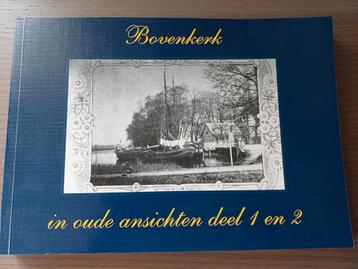 Bovenkerk
in oude ansichten deel 1 en 2